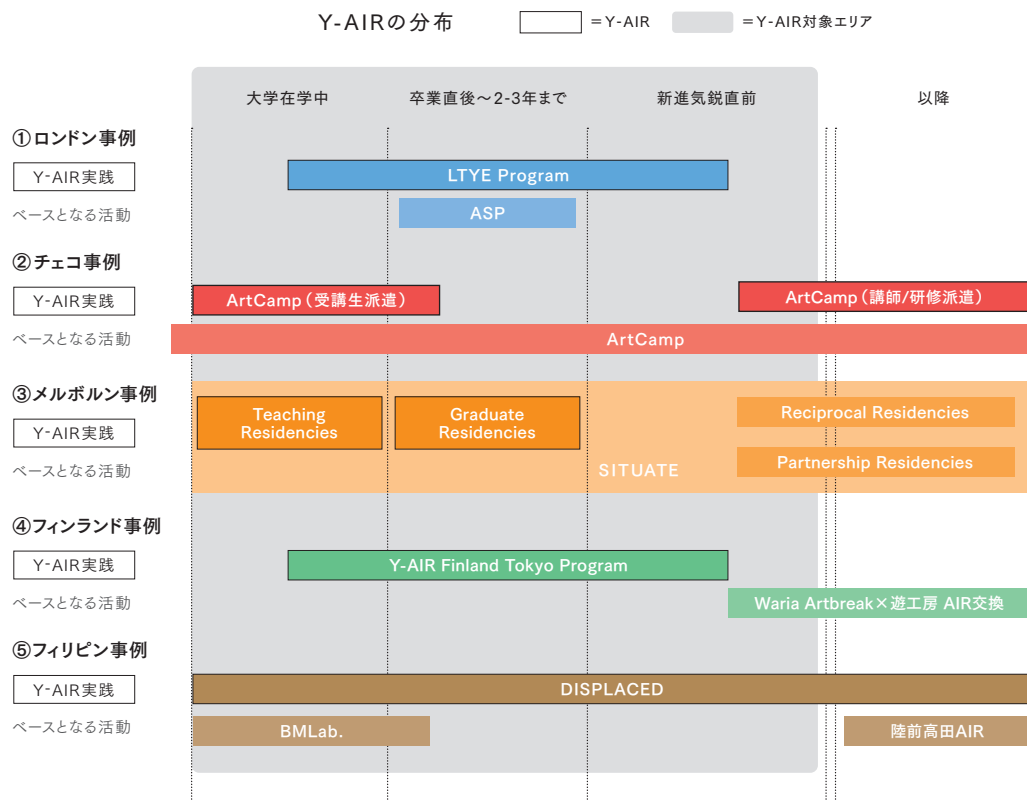 Y-AIRの分布
=Y-AIR
=Y-AIR対象エリア
大学在学中
卒業直後〜2-3年まで
新進気鋭直前
以降
①ロンドン事例
Y-AIR実践
LTYE Program
ベースとなる活動
ASP
②チェコ事例
Y-AIR実践
ArtCamp(受講生派遣)
ArtCamp(講師/研修派遣)
ベースとなる活動
ArtCamp
③メルボルン事例
Y-AIR実践
Teaching
Residencies
Graduate
Residencies
Reciprocal Residencies
ベースとなる活動
SITUATE
Partnership Residencies
④フィンランド事例
Y-AIR実践
Y-AIR Finland Tokyo Program
ベースとなる活動
Waria Artbreak×遊工房 AIR交換
⑤フィリピン事例
Y-AIR実践
DISPLACED
ベースとなる活動
BMLab.
陸前高田AIR